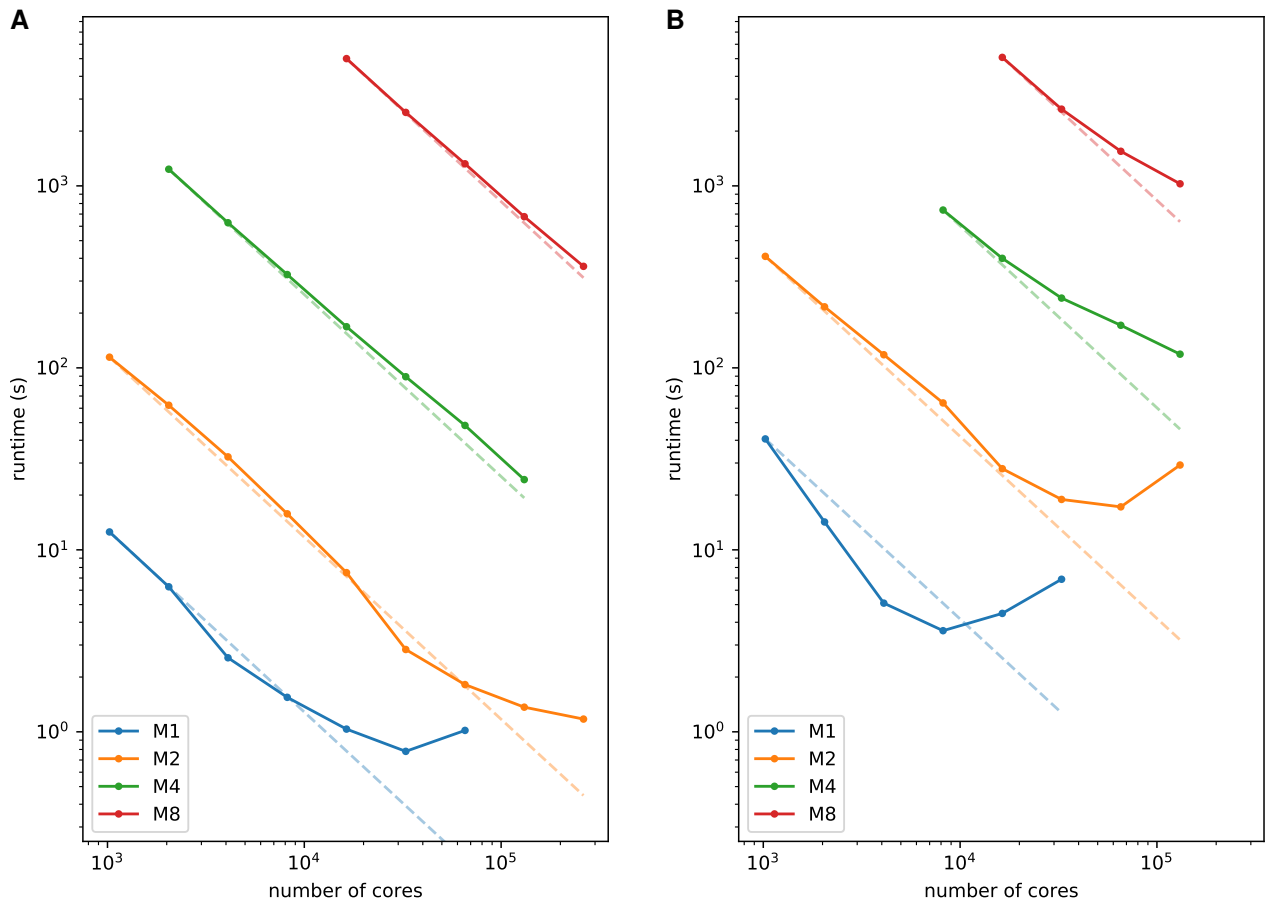 A
runtime (s)
10³
10²
10¹
10⁰
M1
M2
M4
M8
10³
10⁴
10⁵
number of cores
B
runtime (s)
10³
10²
10¹
10⁰
M1
M2
M4
M8
10³
10⁴
10⁵
number of cores